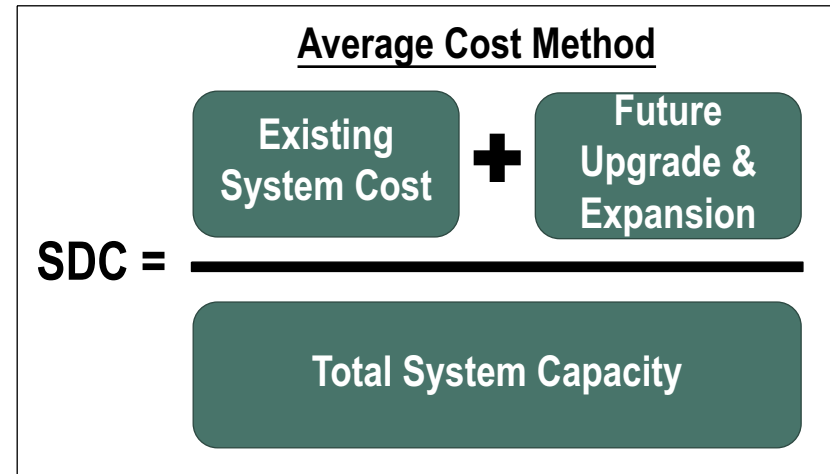 Average Cost Method
Existing
System Cost
+
Future
Upgrade &
Expansion
SDC =
Total System Capacity